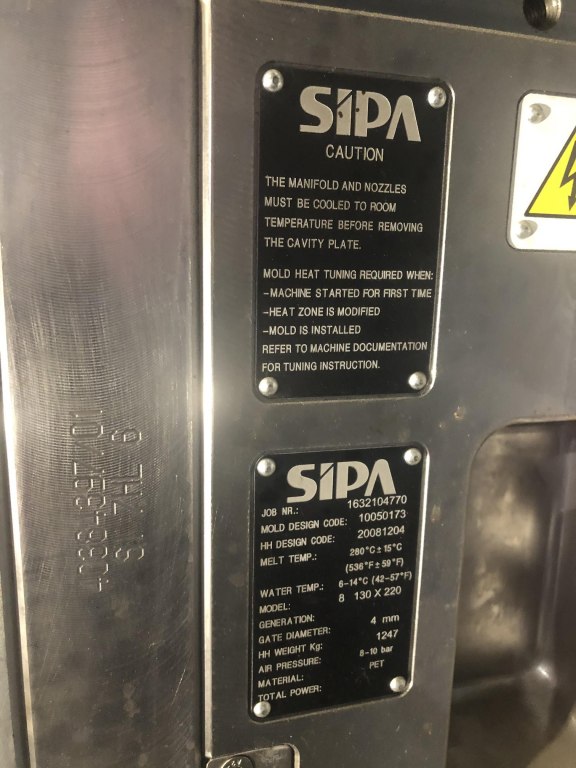 SIPA
CAUTION
THE MANIFOLD AND NOZZLES
MUST BE COOLED TO ROOM
TEMPERATURE BEFORE REMOVING
THE CAVITY PLATE.
MOLD HEAT TUNING REQUIRED WHEN:
-MACHINE STARTED FOR FIRST TIME
-HEAT ZONE IS MODIFIED
-MOLD IS INSTALLED
REFER TO MACHINE DOCUMENTATION
FOR TUNING INSTRUCTION.
SIPA
JOB NR.: 1632104770
MOLD DESIGN CODE: 10050173
HH DESIGN CODE: 20081204
MELT TEMP.: 280°C ± 15°C
(536°F ± 59°F)
WATER TEMP.: 6-14°C (42-57°F)
MODEL: 8 130 X 220
GENERATION:
GATE DIAMETER: 4 mm
HH WEIGHT Kg: 1247
AIR PRESSURE: 8-10 bar
MATERIAL: PET
TOTAL POWER: